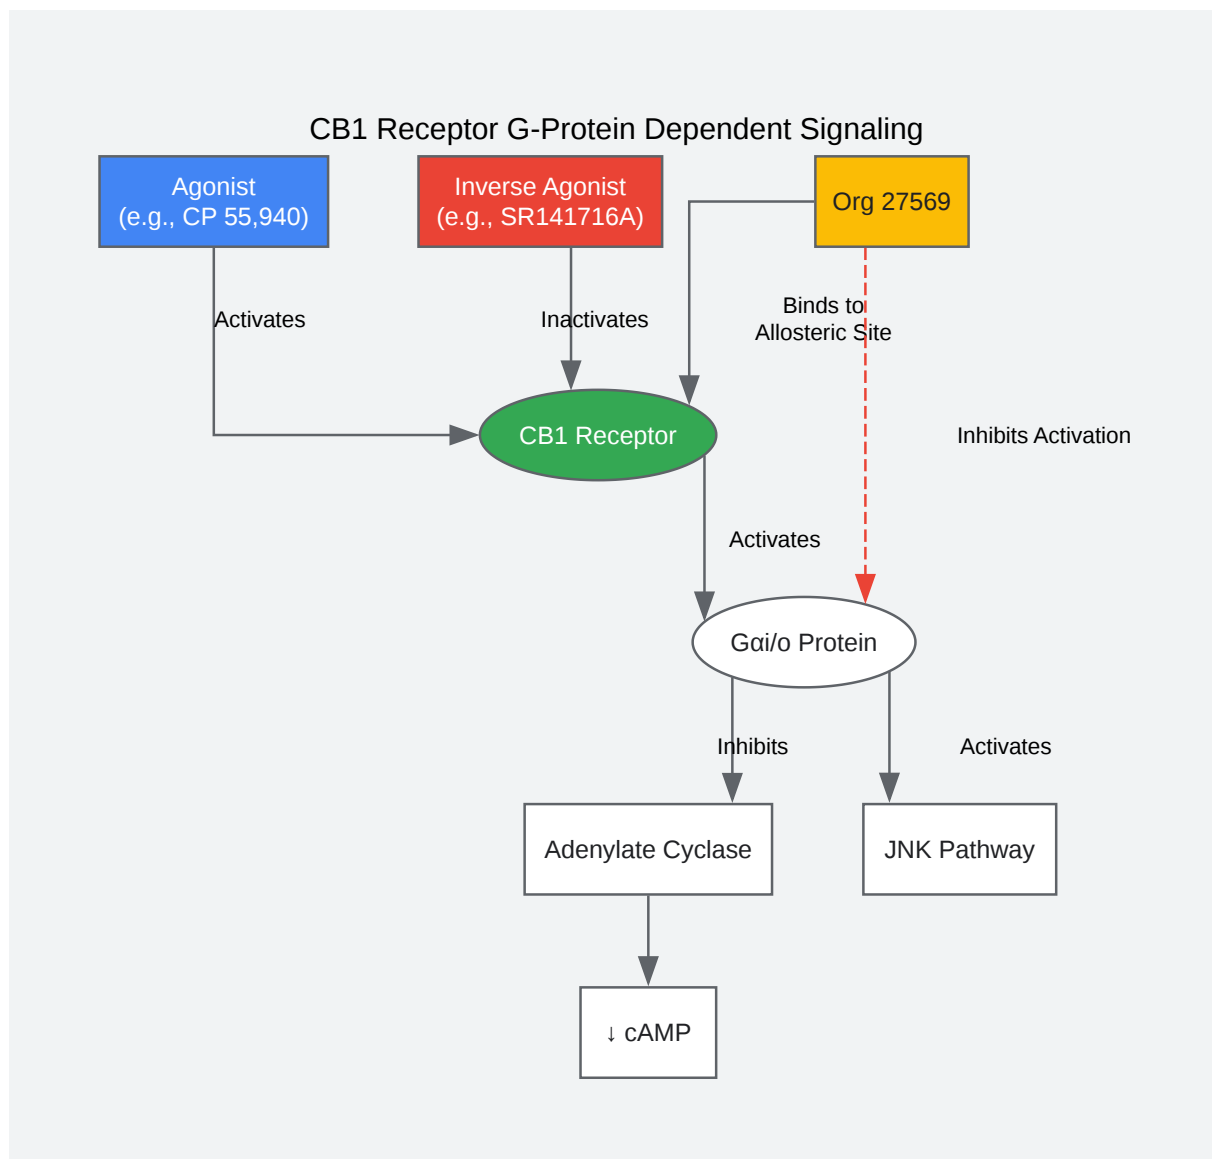 CB1 Receptor G-Protein Dependent Signaling
Agonist
(e.g., CP 55,940)
Inverse Agonist
(e.g., SR141716A)
Org 27569
Activates
Inactivates
Binds to
Allosteric Site
CB1 Receptor
Inhibits Activation
Activates
Gαi/o Protein
Inhibits
Activates
Adenylate Cyclase
JNK Pathway
↓ cAMP